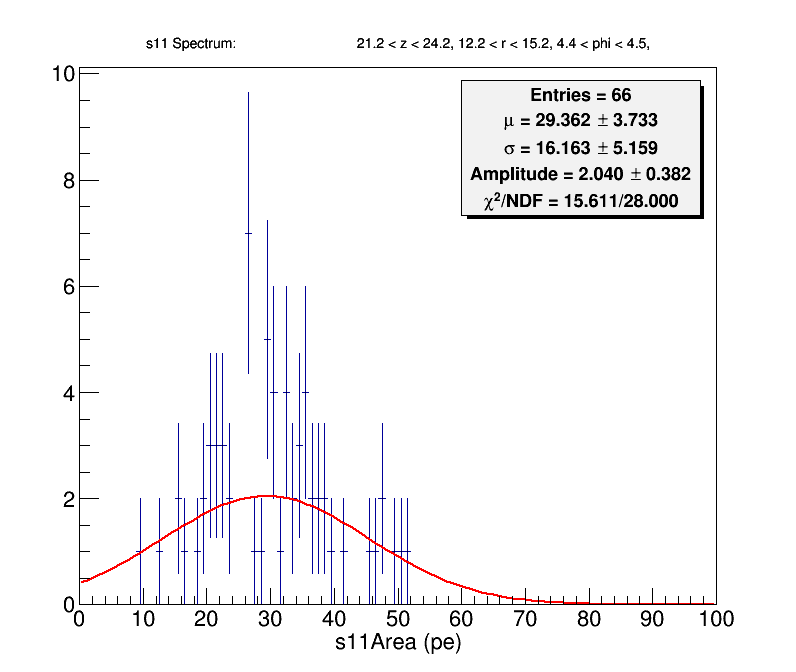 s11 Spectrum: 21.2 < z < 24.2, 12.2 < r < 15.2, 4.4 < phi < 4.5,
Entries = 66
μ = 29.362 ± 3.733
σ = 16.163 ± 5.159
Amplitude = 2.040 ± 0.382
χ²/NDF = 15.611/28.000
10
8
6
4
2
0
0 10 20 30 40 50 60 70 80 90 100
s11Area (pe)